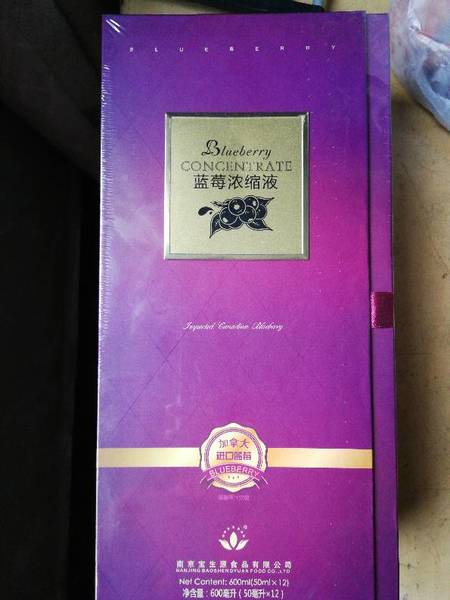 BLUEBERRY
Blueberry
CONCENTRATE
蓝莓浓缩液
Imported Canadian Blueberry
加拿大
进口蓝莓
BLUEBERRY
南京宝生源食品有限公司
NANJING BAOSHENGYUAN FOOD CO.,LTD
Net Content: 600ml(50ml×12)
净含量:600毫升(50毫升×12)